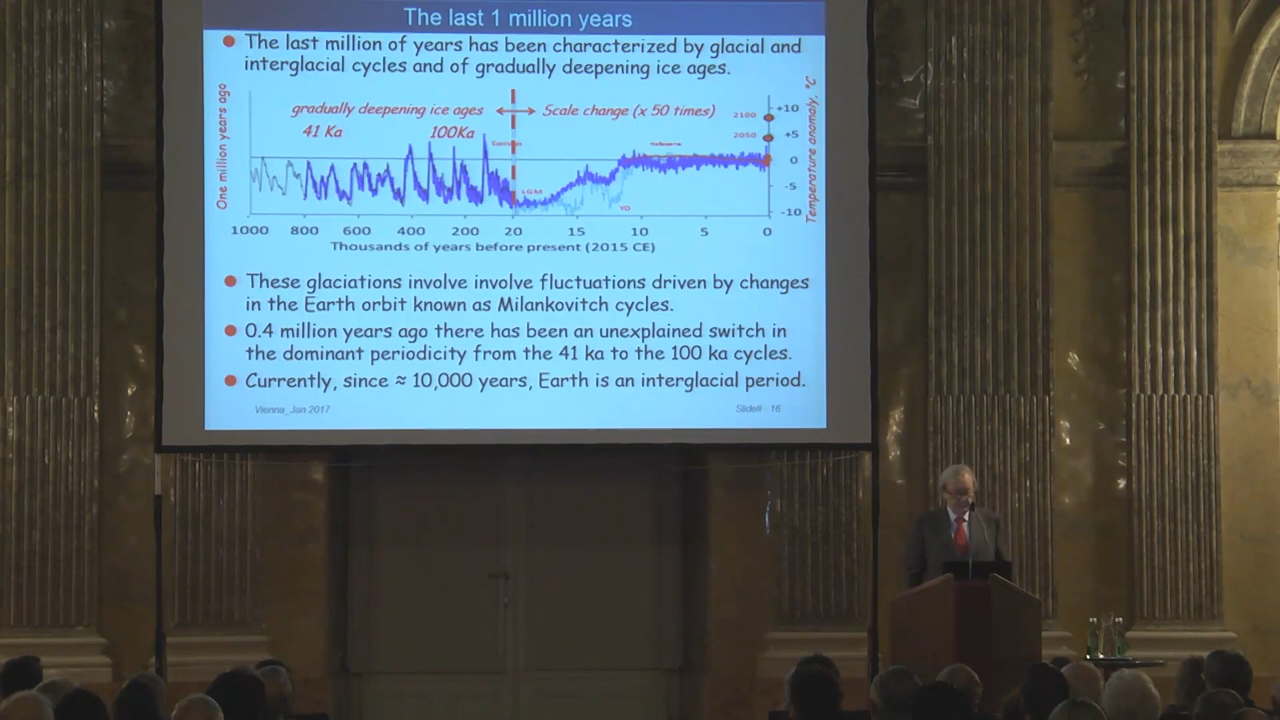 The last 1 million years
The last million of years has been characterized by glacial and
interglacial cycles and of gradually deepening ice ages.
gradually deepening ice ages
Scale change (x 50 times)
41 Ka
100Ka
2100
2050
+10
+5
0
-5
-10
One million years ago
Temperature anomaly, °C
LGM
YD
1000 800 600 400 200 20 15 10 5 0
Thousands of years before present (2015 CE)
These glaciations involve involve fluctuations driven by changes
in the Earth orbit known as Milankovitch cycles.
0.4 million years ago there has been an unexplained switch in
the dominant periodicity from the 41 ka to the 100 ka cycles.
Currently, since ≈ 10,000 years, Earth is an interglacial period.
Vienna_Jan 2017
Slide# 16